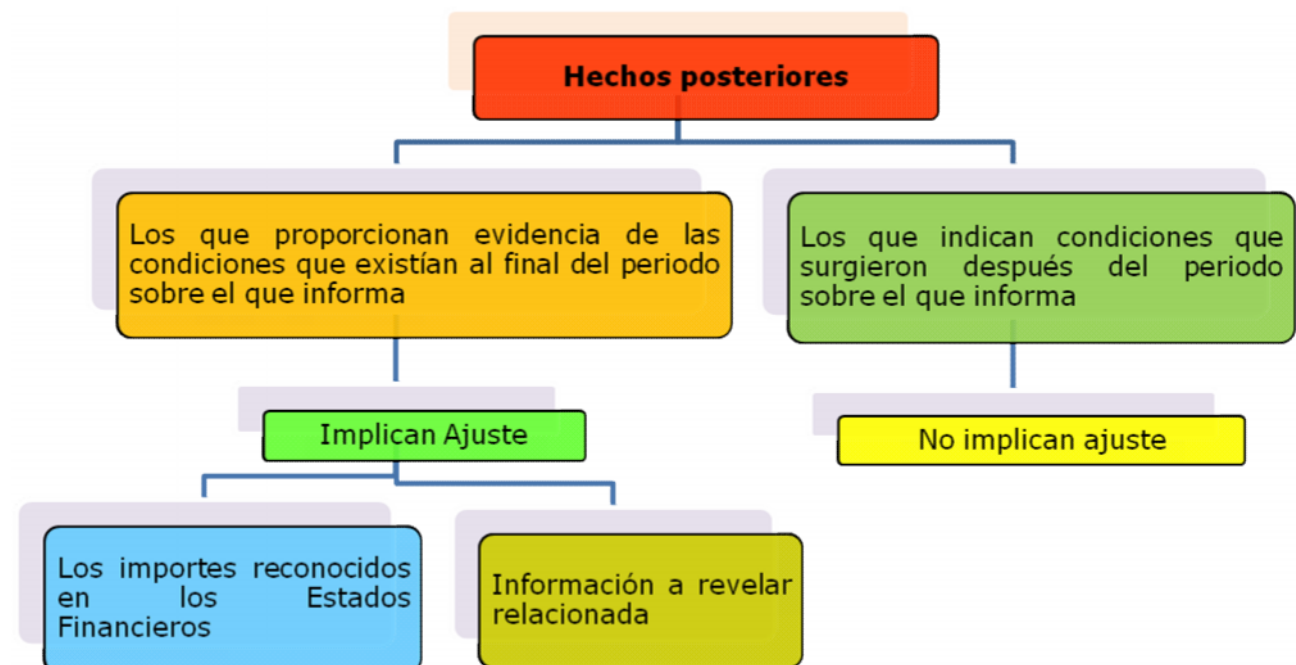 Hechos posteriores
Los que proporcionan evidencia de las
condiciones que existían al final del periodo
sobre el que informa
Los que indican condiciones que
surgieron después del periodo
sobre el que informa
Implican Ajuste
No implican ajuste
Los importes reconocidos
en los Estados
Financieros
Información a revelar
relacionada